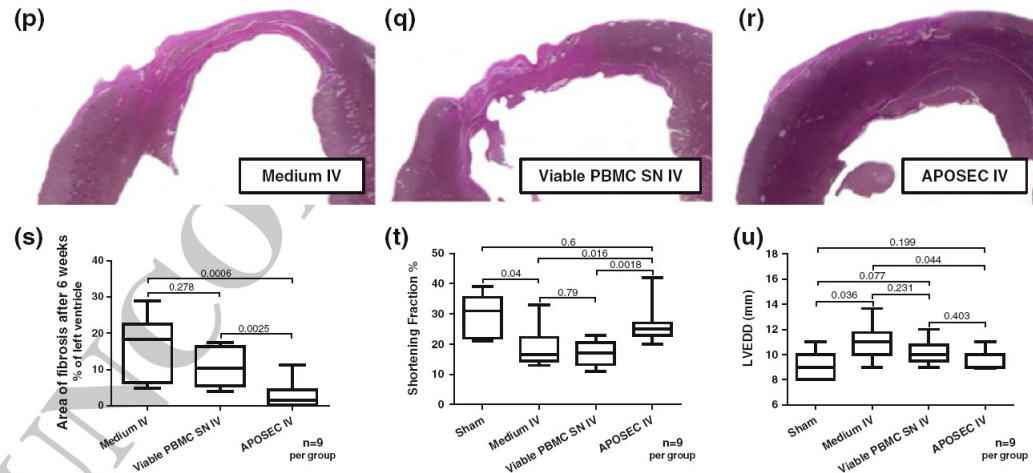 (p)
Medium IV
(q)
Viable PBMC SN IV
(r)
APOSEC IV
(s)
Area of fibrosis after 6 weeks
% of left ventricle
40
30
20
10
0
0.0006
0.278
0.0025
Medium IV
Viable PBMC SN IV
APOSEC IV
n=9
per group
(t)
Shortening Fraction %
50
40
30
20
10
0
0.6
0.016
0.04
0.0018
0.79
Sham
Medium IV
Viable PBMC SN IV
APOSEC IV
n=9
per group
(u)
LVEDD (mm)
18
16
14
12
10
8
6
0.199
0.044
0.077
0.036
0.231
0.403
Sham
Medium IV
Viable PBMC SN IV
APOSEC IV
n=9
per group
UNCO